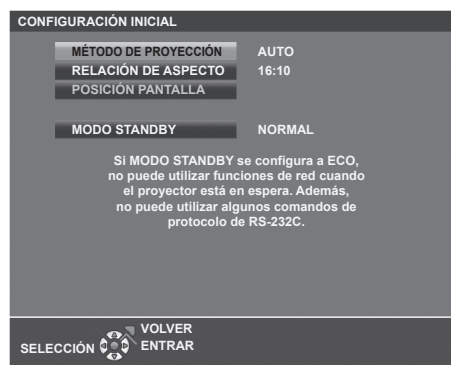 CONFIGURACIÓN INICIAL
MÉTODO DE PROYECCIÓN AUTO
RELACIÓN DE ASPECTO 16:10
POSICIÓN PANTALLA
MODO STANDBY NORMAL
Si MODO STANDBY se configura a ECO,
no puede utilizar funciones de red cuando
el proyector está en espera. Además,
no puede utilizar algunos comandos de
protocolo de RS-232C.
VOLVER
SELECCIÓN ENTRAR